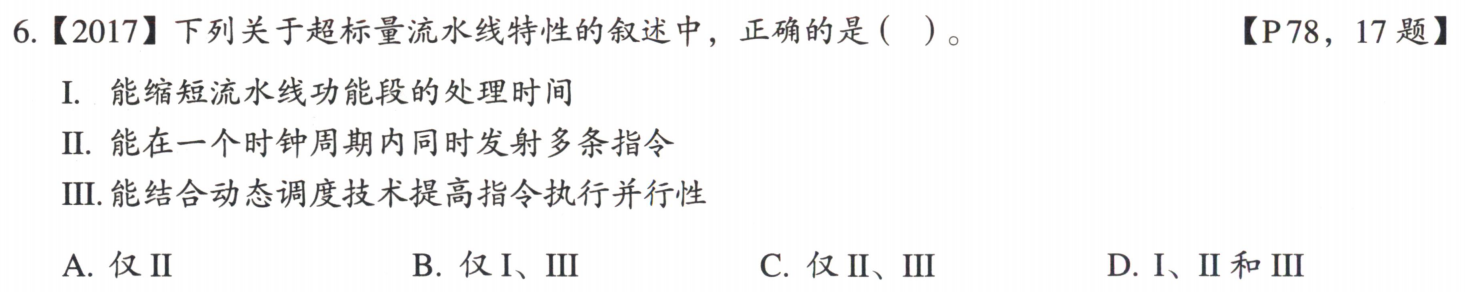 6.【2017】下列关于超标量流水线特性的叙述中，正确的是（ ）。 【P78，17题】
I. 能缩短流水线功能段的处理时间
II. 能在一个时钟周期内同时发射多条指令
III. 能结合动态调度技术提高指令执行并行性
A. 仅 II B. 仅 I、III C. 仅 II、III D. I、II 和 III